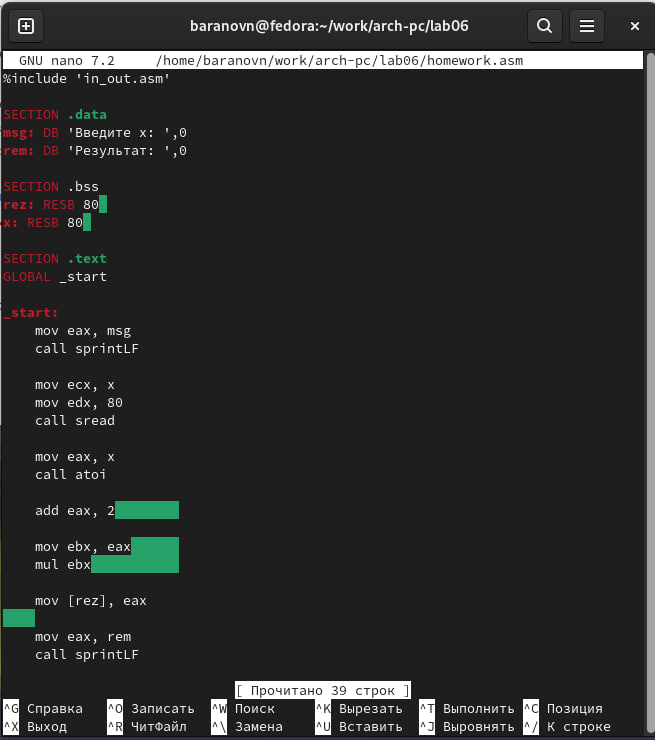 baranovn@fedora:~/work/arch-pc/lab06
GNU nano 7.2 /home/baranovn/work/arch-pc/lab06/homework.asm
%include 'in_out.asm'
SECTION .data
msg: DB 'Введите x: ',0
rem: DB 'Результат: ',0
SECTION .bss
rez: RESB 80
x: RESB 80
SECTION .text
GLOBAL _start
_start:
mov eax, msg
call sprintLF
mov ecx, x
mov edx, 80
call sread
mov eax, x
call atoi
add eax, 2
mov ebx, eax
mul ebx
mov [rez], eax
mov eax, rem
call sprintLF
[ Прочитано 39 строк ]
^G Справка ^O Записать ^W Поиск ^K Вырезать ^T Выполнить ^C Позиция
^X Выход ^R ЧитФайл ^\ Замена ^U Вставить ^J Выровнять ^/ К строке